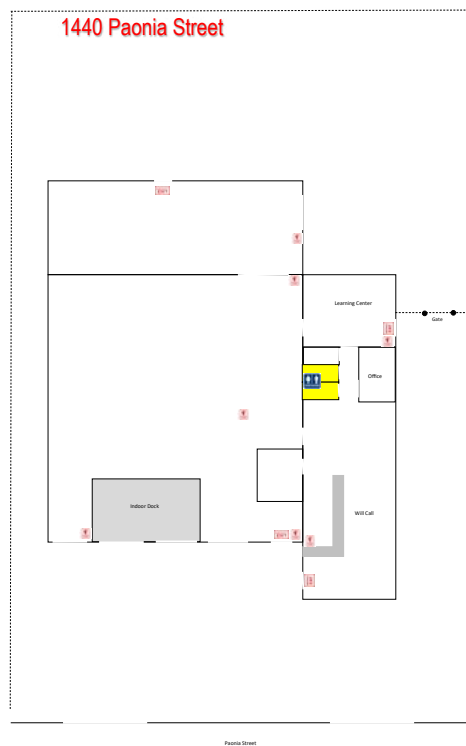 1440 Paonia Street
Learning Center
Gate
Office
Indoor Dock
Will Call
Paonia Street